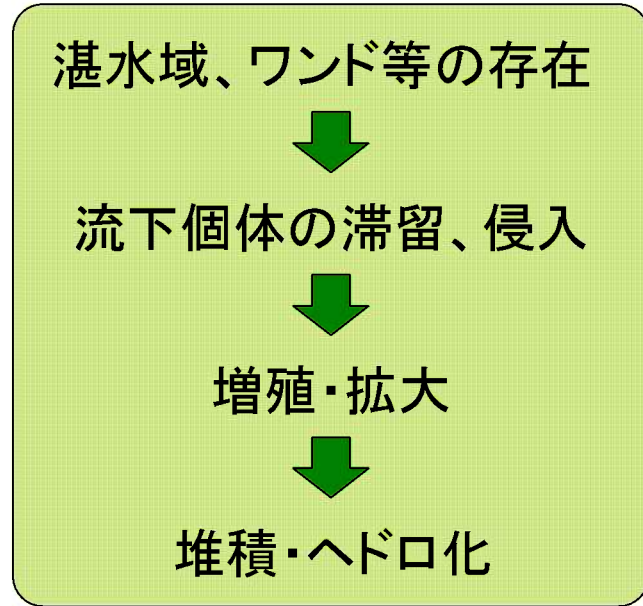 湛水域、ワンド等の存在
流下個体の滞留、侵入
増殖・拡大
堆積・ヘドロ化